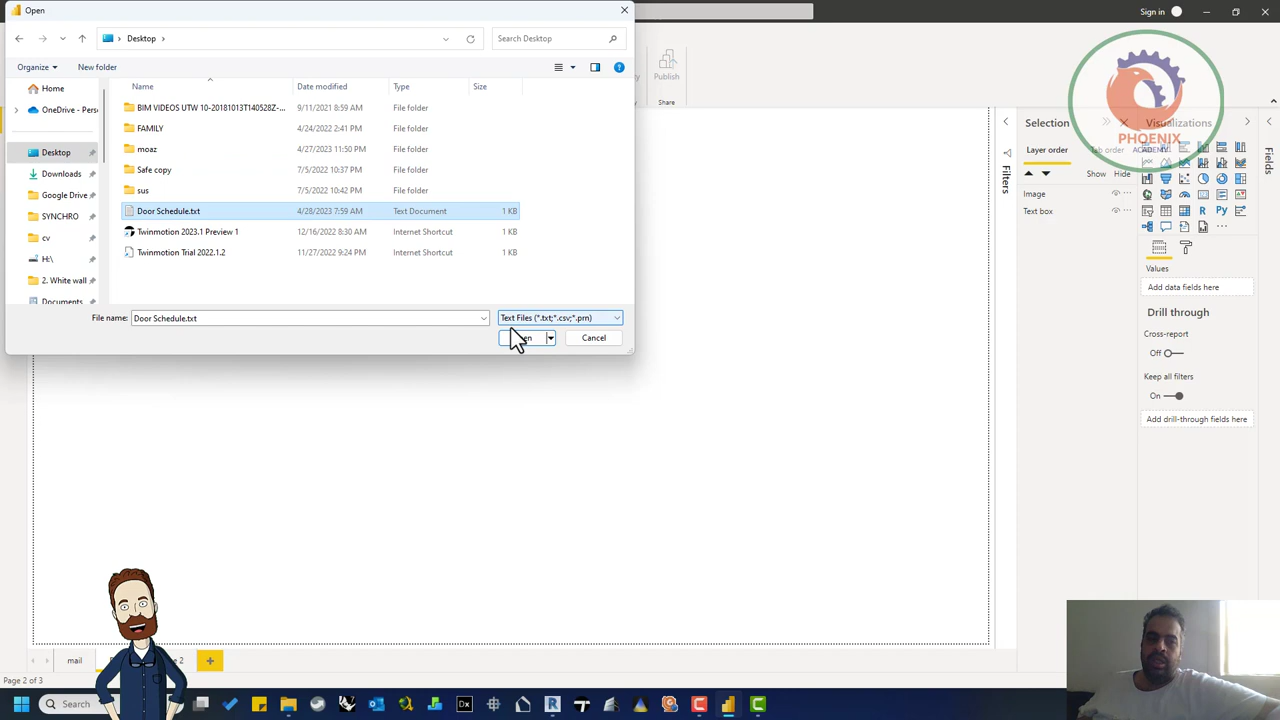 Open
Sign in
Desktop
Search Desktop
Organize
New folder
Publish
Share
Name
Date modified
Type
Size
Home
OneDrive - Pers
Desktop
Downloads
Google Drive
SYNCHRO
cv
H:\
2. White wall
Documents
BIM VIDEOS UTW 10-20181013T140528Z-...
9/11/2021 8:59 AM
File folder
FAMILY
4/24/2022 2:41 PM
File folder
moaz
4/27/2023 11:50 PM
File folder
Safe copy
7/5/2022 10:37 PM
File folder
sus
7/5/2022 10:42 PM
File folder
Door Schedule.txt
4/28/2023 7:59 AM
Text Document
1 KB
Twinmotion 2023.1 Preview 1
12/16/2022 8:30 AM
Internet Shortcut
1 KB
Twinmotion Trial 2022.1.2
11/27/2022 9:24 PM
Internet Shortcut
1 KB
File name:
Door Schedule.txt
Text Files (*.txt;*.csv;*.prn)
Cancel
Filters
Selection
Layer order
Tab order
Show
Hide
Image
Text box
PHOENIX
ACADEMY
Visualizations
Fields
Values
Add data fields here
Drill through
Cross-report
Off
Keep all filters
On
Add drill-through fields here
mail
2
Page 2 of 3
Search